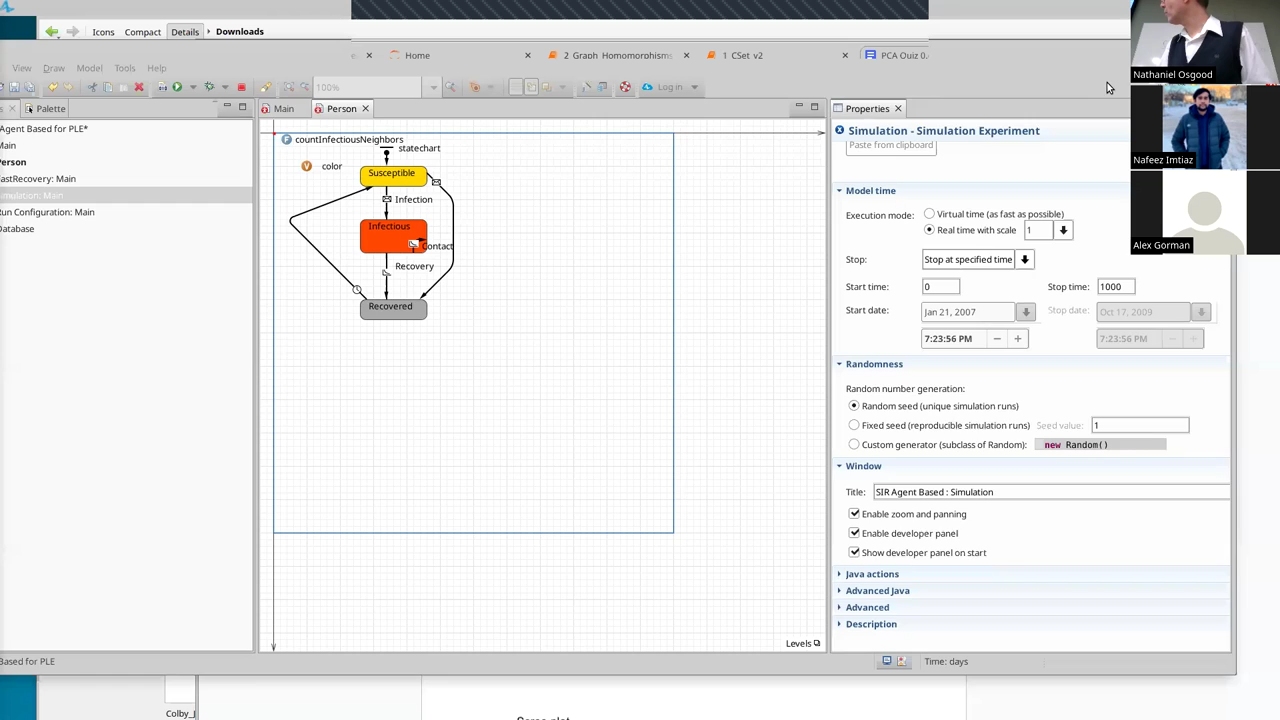 Icons Compact Details Downloads
Home
2 Graph Homomorhisms
1 CSet v2
PCA Quiz 0.
View Draw Model Tools Help
100%
Log in
Palette
Main
Person
Properties
Agent Based for PLE*
Main
Person
FastRecovery: Main
Simulation: Main
Run Configuration: Main
Database
countInfectiousNeighbors
statechart
color
Susceptible
Infection
Infectious
Contact
Recovery
Recovered
Levels
Simulation - Simulation Experiment
Paste from clipboard
Model time
Execution mode:
Virtual time (as fast as possible)
Real time with scale 1
Stop: Stop at specified time
Start time: 0 Stop time: 1000
Start date: Jan 21, 2007 Stop date: Oct 17, 2009
7:23:56 PM 7:23:56 PM
Randomness
Random number generation:
Random seed (unique simulation runs)
Fixed seed (reproducible simulation runs) Seed value: 1
Custom generator (subclass of Random): new Random()
Window
Title: SIR Agent Based : Simulation
Enable zoom and panning
Enable developer panel
Show developer panel on start
Java actions
Advanced Java
Advanced
Description
Based for PLE
Time: days
Nathaniel Osgood
Nafeez Imtiaz
Alex Gorman